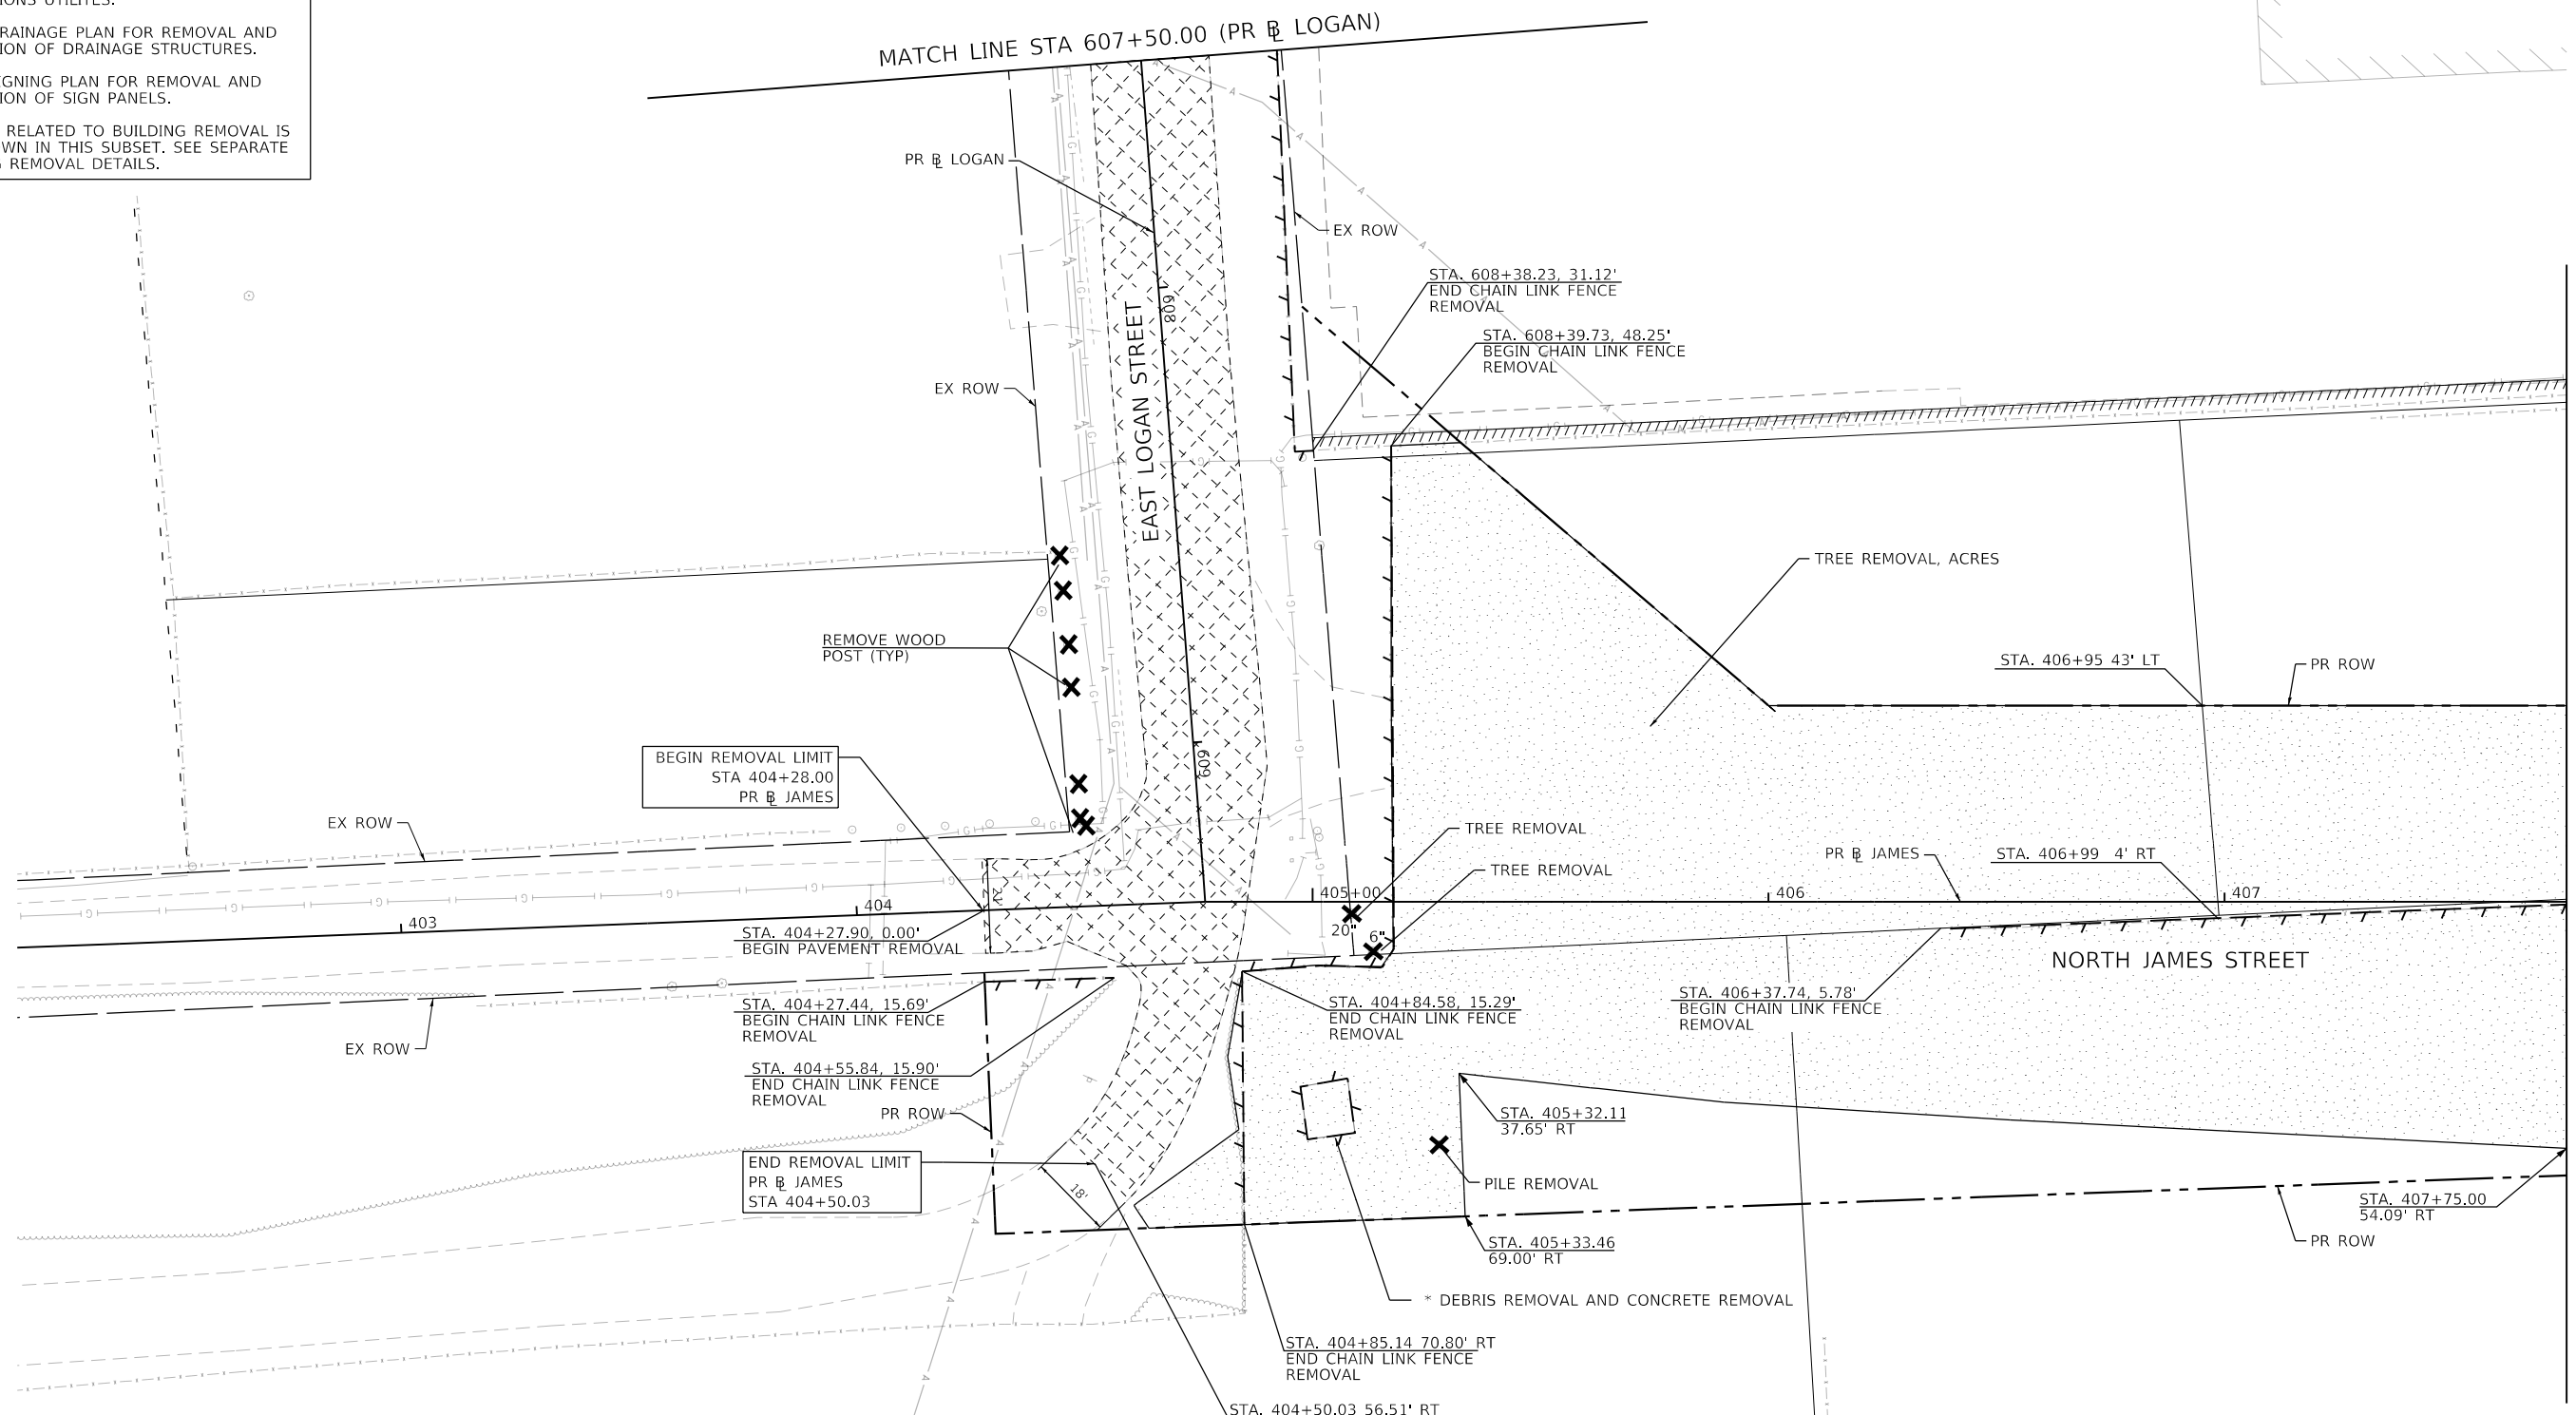 RAINAGE PLAN FOR REMOVAL AND
ION OF DRAINAGE STRUCTURES.
GNING PLAN FOR REMOVAL AND
ION OF SIGN PANELS.
RELATED TO BUILDING REMOVAL IS
WN IN THIS SUBSET. SEE SEPARATE
REMOVAL DETAILS.
MATCH LINE STA 607+50.00 (PR BL LOGAN)
PR BL LOGAN
EX ROW
STA. 608+38.23, 31.12'
END CHAIN LINK FENCE
REMOVAL
608
STA. 608+39.73, 48.25'
BEGIN CHAIN LINK FENCE
REMOVAL
EX ROW
EAST LOGAN STREET
TREE REMOVAL, ACRES
REMOVE WOOD
POST (TYP)
STA. 406+95 43' LT
PR ROW
BEGIN REMOVAL LIMIT
STA 404+28.00
PR BL JAMES
609
EX ROW
TREE REMOVAL
PR BL JAMES
STA. 406+99 4' RT
TREE REMOVAL
21'
405+00
406
407
404
403
20"
6"
STA. 404+27.90, 0.00'
BEGIN PAVEMENT REMOVAL
NORTH JAMES STREET
STA. 404+27.44, 15.69'
BEGIN CHAIN LINK FENCE
REMOVAL
STA. 404+84.58, 15.29'
END CHAIN LINK FENCE
REMOVAL
STA. 406+37.74, 5.78'
BEGIN CHAIN LINK FENCE
REMOVAL
EX ROW
STA. 404+55.84, 15.90'
END CHAIN LINK FENCE
REMOVAL
PR ROW
STA. 405+32.11
37.65' RT
END REMOVAL LIMIT
PR BL JAMES
STA 404+50.03
18'
PILE REMOVAL
STA. 407+75.00
54.09' RT
STA. 405+33.46
69.00' RT
PR ROW
* DEBRIS REMOVAL AND CONCRETE REMOVAL
STA. 404+85.14 70.80' RT
END CHAIN LINK FENCE
REMOVAL
STA. 404+50.03 56.51' RT